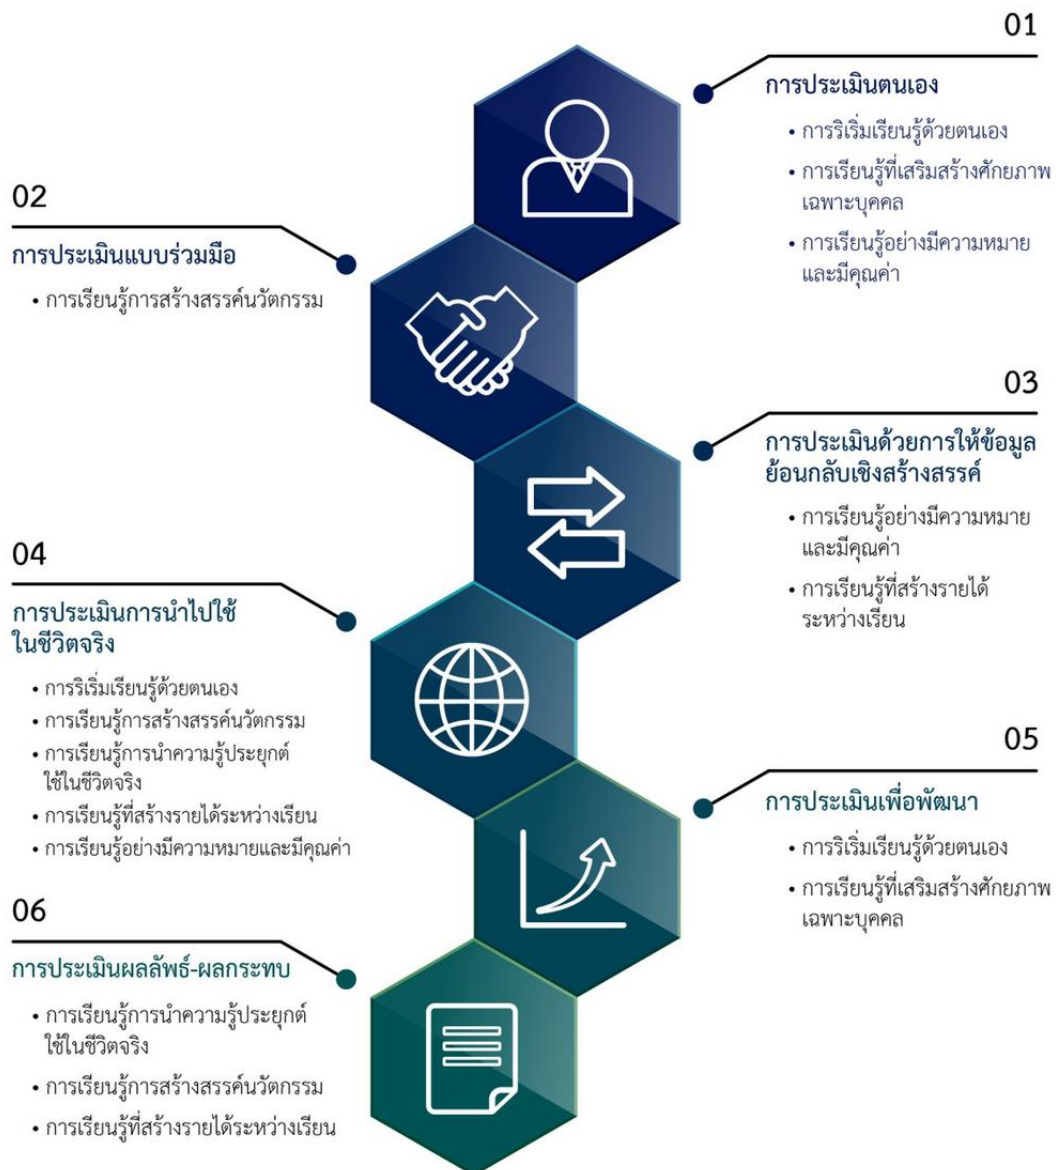 01
การประเมินตนเอง
• การริเริ่มเรียนรู้ด้วยตนเอง
• การเรียนรู้ที่เสริมสร้างศักยภาพ
เฉพาะบุคคล
• การเรียนรู้อย่างมีความหมาย
และมีคุณค่า
02
การประเมินแบบร่วมมือ
• การเรียนรู้การสร้างสรรค์นวัตกรรม
03
การประเมินด้วยการให้ข้อมูล
ย้อนกลับเชิงสร้างสรรค์
• การเรียนรู้อย่างมีความหมาย
และมีคุณค่า
• การเรียนรู้ที่สร้างรายได้
ระหว่างเรียน
04
การประเมินการนำไปใช้
ในชีวิตจริง
• การริเริ่มเรียนรู้ด้วยตนเอง
• การเรียนรู้การสร้างสรรค์นวัตกรรม
• การเรียนรู้การนำความรู้ประยุกต์
ใช้ในชีวิตจริง
• การเรียนรู้ที่สร้างรายได้ระหว่างเรียน
• การเรียนรู้อย่างมีความหมายและมีคุณค่า
05
การประเมินเพื่อพัฒนา
• การริเริ่มเรียนรู้ด้วยตนเอง
• การเรียนรู้ที่เสริมสร้างศักยภาพ
เฉพาะบุคคล
06
การประเมินผลลัพธ์-ผลกระทบ
• การเรียนรู้การนำความรู้ประยุกต์
ใช้ในชีวิตจริง
• การเรียนรู้การสร้างสรรค์นวัตกรรม
• การเรียนรู้ที่สร้างรายได้ระหว่างเรียน